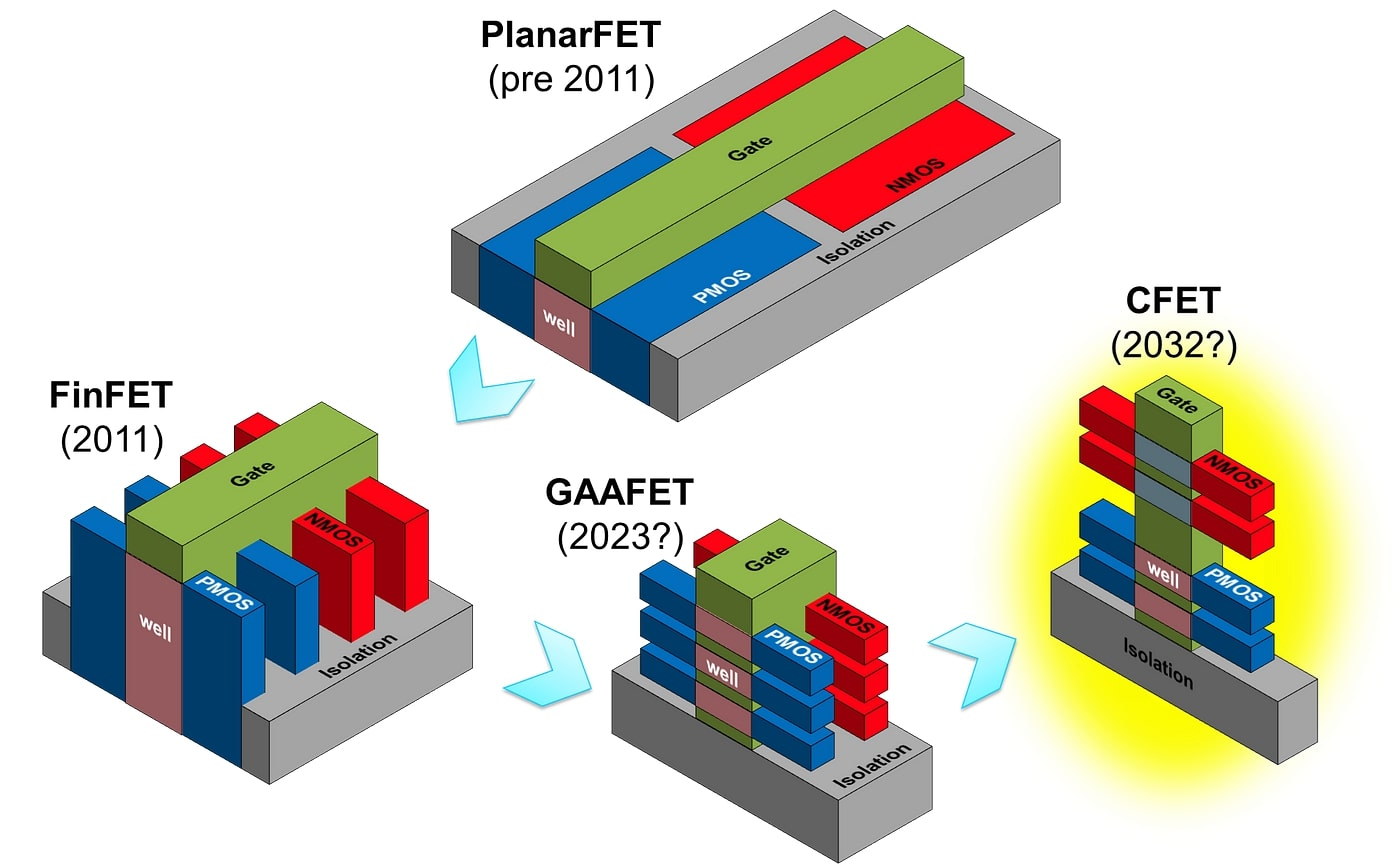 PlanarFET
(pre 2011)
Gate
NMOS
Isolation
PMOS
well
FinFET
(2011)
Gate
NMOS
PMOS
well
Isolation
GAAFET
(2023?)
Gate
NMOS
PMOS
well
Isolation
CFET
(2032?)
Gate
NMOS
well
PMOS
Isolation